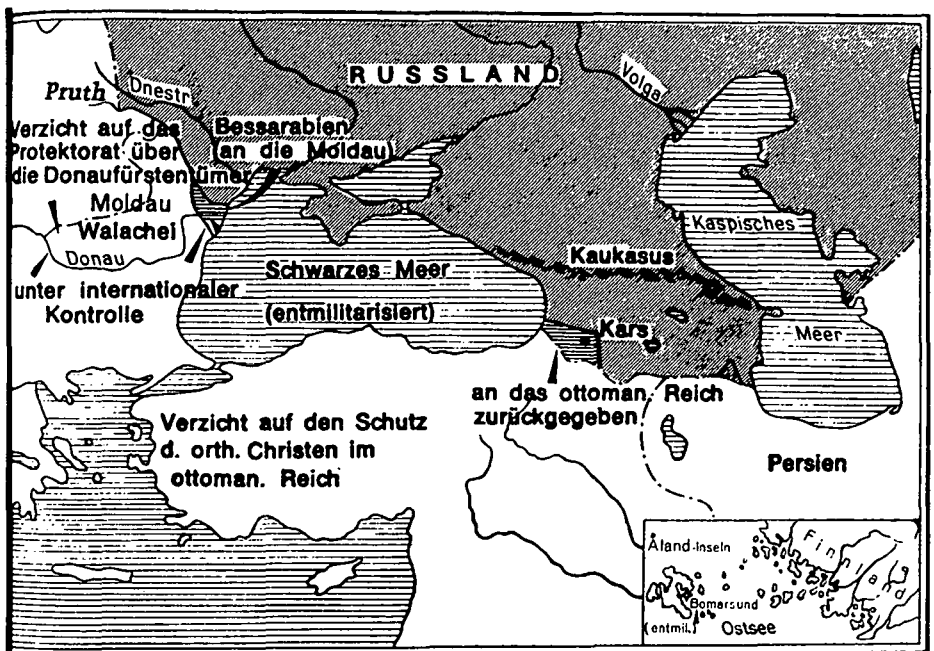 RUSSLAND
Volga
Dnestr
Pruth
Verzicht auf das
Protektorat über
die Donaufürstentümer
Bessarabien
(an die Moldau)
Moldau
Walachei
Donau
unter internationaler
Kontrolle
Schwarzes Meer
(entmilitarisiert)
Kaukasus
Kaspisches
Meer
Kars
an das ottoman. Reich
zurückgegeben
Verzicht auf den Schutz
d. orth. Christen im
ottoman. Reich
Persien
Åland-Inseln
Finnland
Bomarsund
(entmil.)
Ostsee